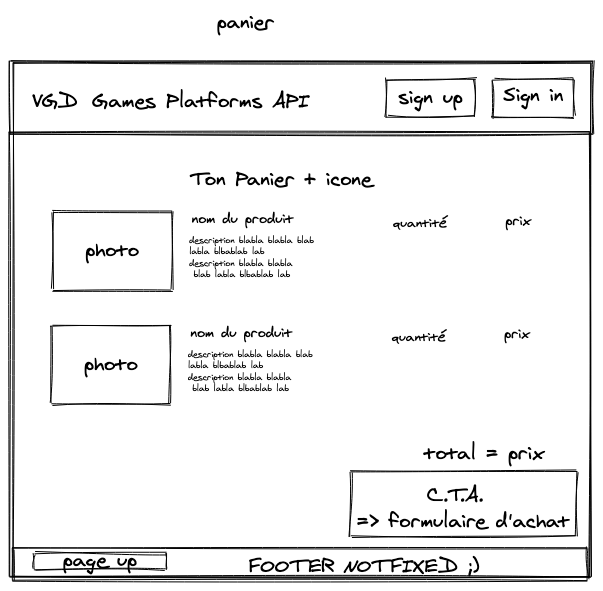 panier
VGD Games Platforms API
sign up
Sign in
Ton Panier + icone
photo
nom du produit
description blabla blabla blab
labla blbablab lab
description blabla blabla
blab labla blbablab lab
quantité
prix
photo
nom du produit
description blabla blabla blab
labla blbablab lab
description blabla blabla
blab labla blbablab lab
quantité
prix
total = prix
C.T.A.
=> formulaire d'achat
page up
FOOTER NOTFIXED ;)